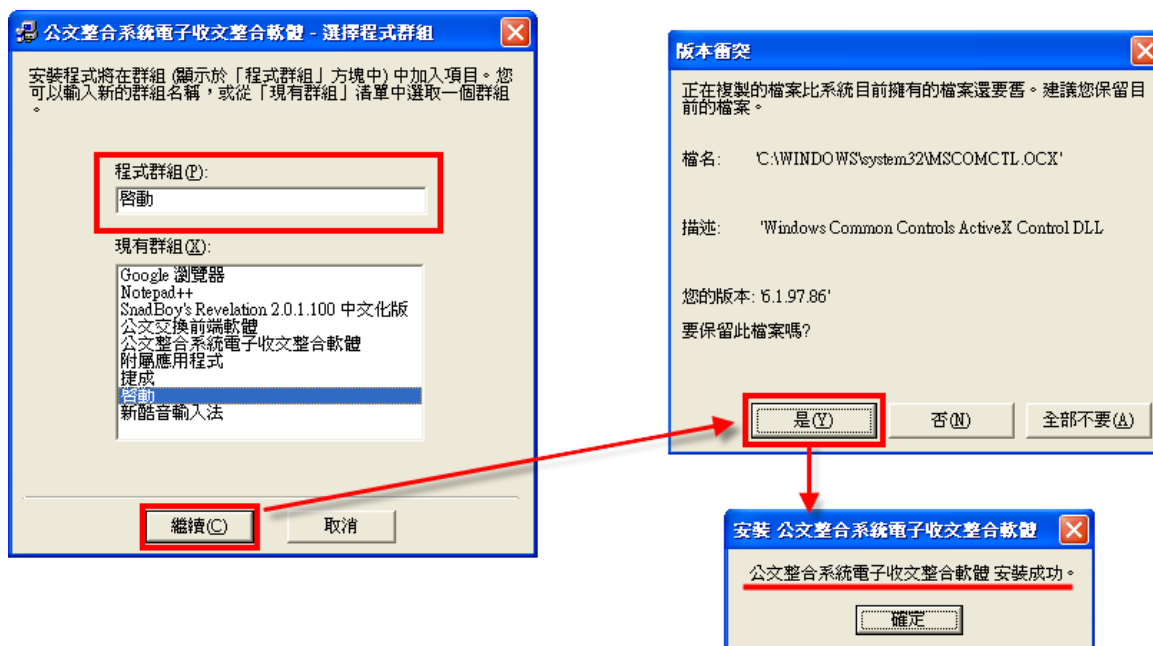 公文整合系統電子收文整合軟體 - 選擇程式群組
安裝程式將在群組 (顯示於「程式群組」方塊中) 中加入項目。您
可以輸入新的群組名稱，或從「現有群組」清單中選取一個群組
。
程式群組(P):
啓動
現有群組(X):
Google 瀏覽器
Notepad++
SnadBoy's Revelation 2.0.1.100 中文化版
公文交換前端軟體
公文整合系統電子收文整合軟體
附屬應用程式
捷成
啓動
新酷音輸入法
繼續(C)
取消
版本衝突
正在複製的檔案比系統目前擁有的檔案還要舊。建議您保留目
前的檔案。
檔名: 'C:\WINDOWS\system32\MSCOMCTL.OCX'
描述: 'Windows Common Controls ActiveX Control DLL
您的版本: '6.1.97.86'
要保留此檔案嗎?
是(Y)
否(N)
全部不要(A)
安裝 公文整合系統電子收文整合軟體
公文整合系統電子收文整合軟體 安裝成功。
確定